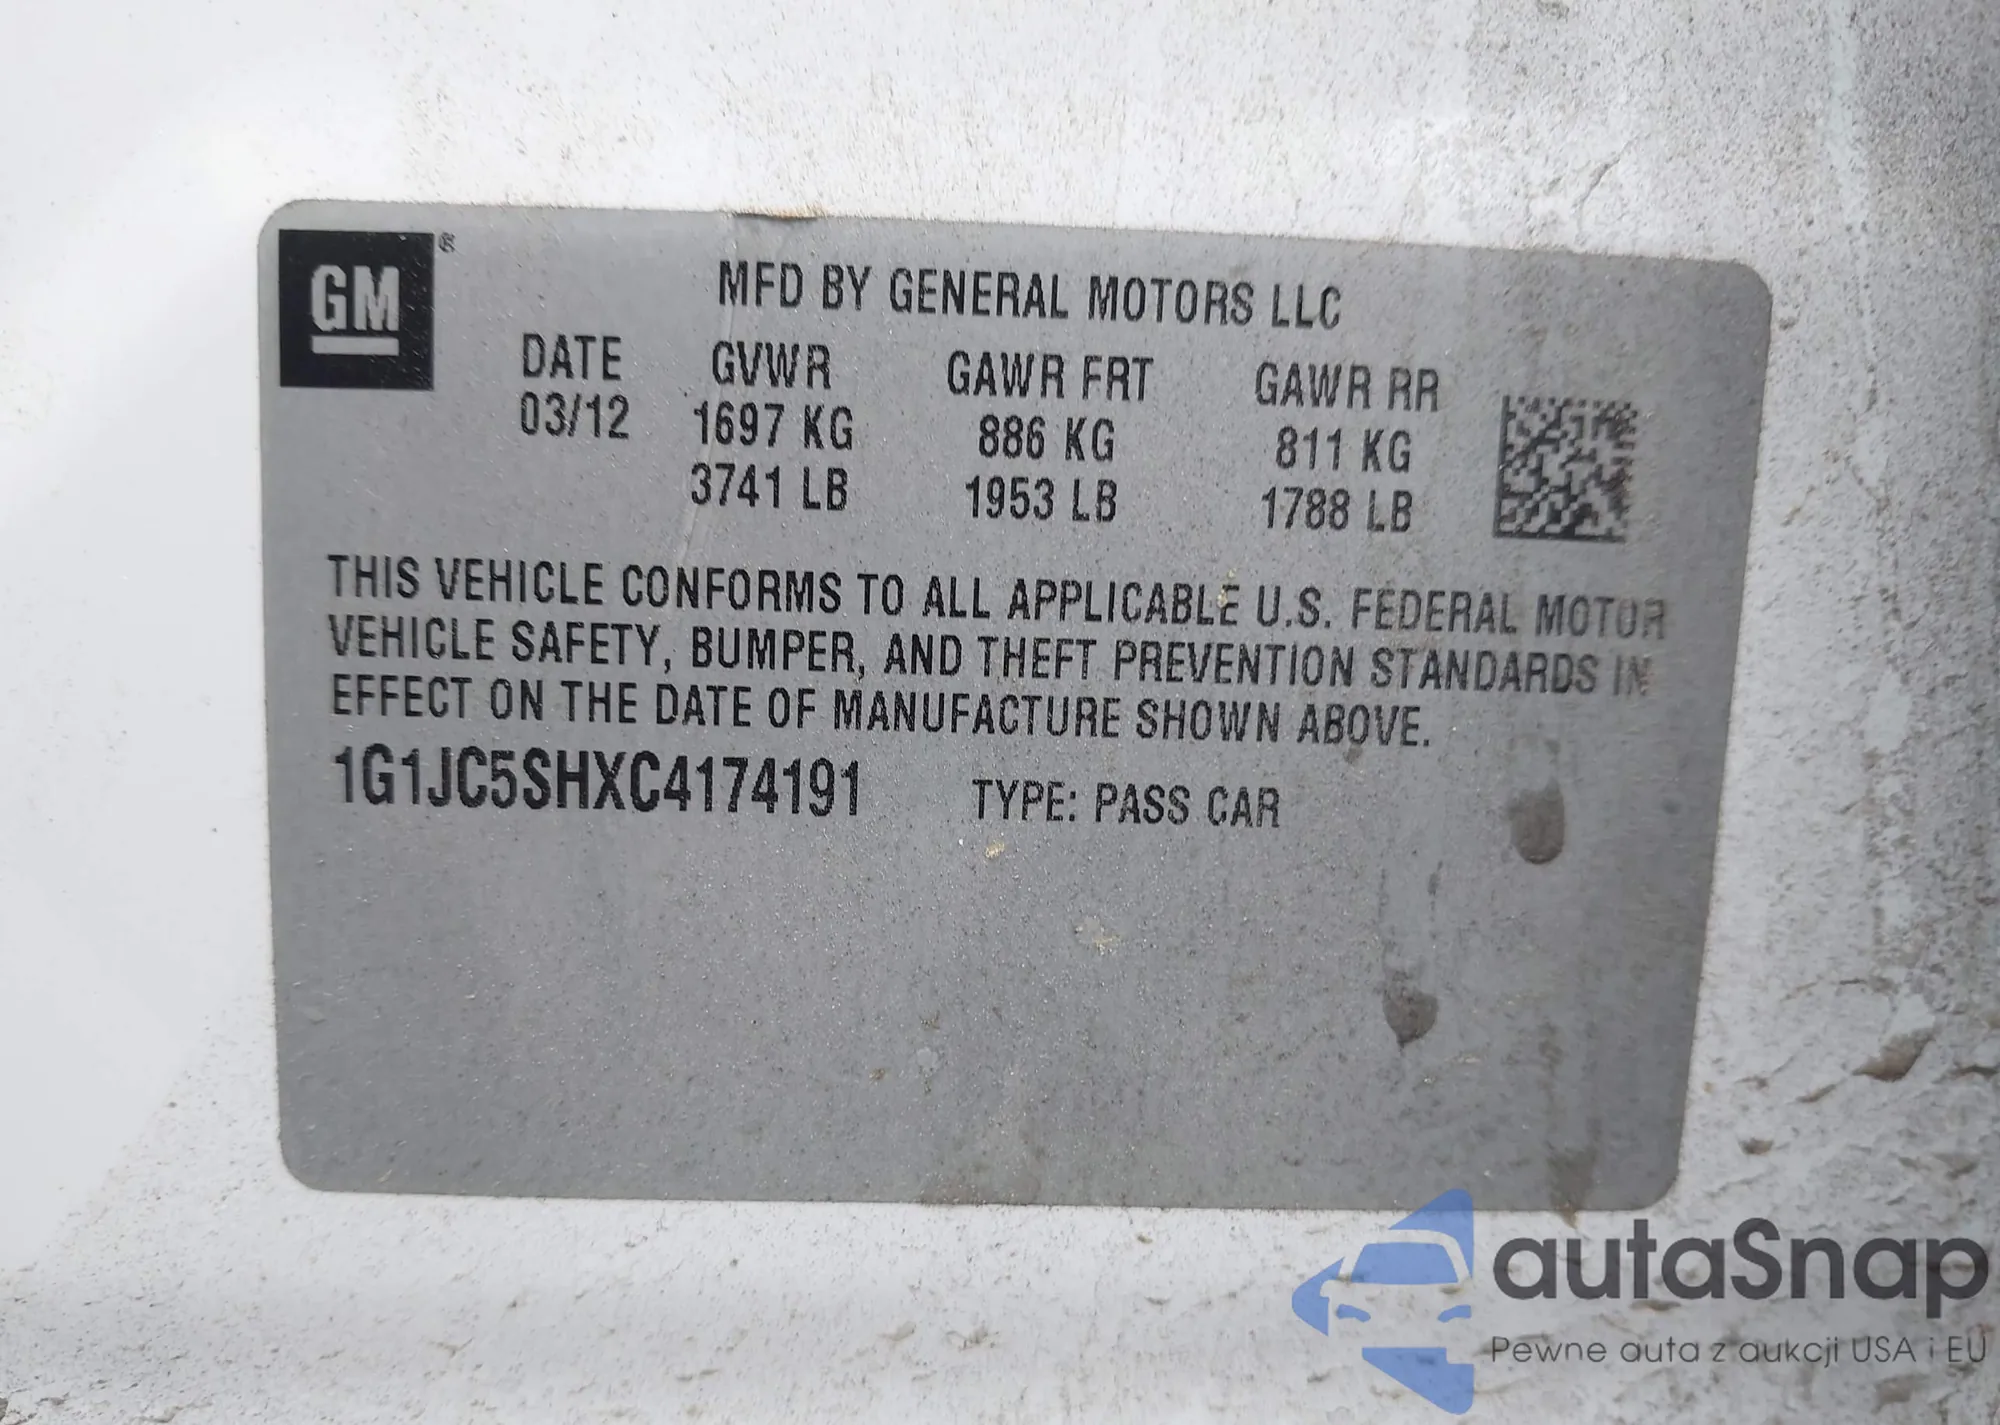 GM®
MFD BY GENERAL MOTORS LLC
DATE GVWR GAWR FRT GAWR RR
03/12 1697 KG 886 KG 811 KG
3741 LB 1953 LB 1788 LB
THIS VEHICLE CONFORMS TO ALL APPLICABLE U.S. FEDERAL MOTOR
VEHICLE SAFETY, BUMPER, AND THEFT PREVENTION STANDARDS IN
EFFECT ON THE DATE OF MANUFACTURE SHOWN ABOVE.
1G1JC5SHXC4174191 TYPE: PASS CAR
autaSnap
Pewne auta z aukcji USA i EU